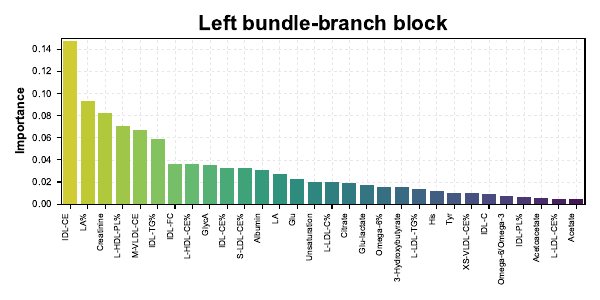 Left bundle-branch block
Importance
0.14
0.12
0.10
0.08
0.06
0.04
0.02
0.00
IDL-CE
LA%
Creatinine
L-HDL-PL%
M-VLDL-CE
IDL-TG%
IDL-FC
L-HDL-CE%
GlycA
IDL-CE%
S-LDL-CE%
Albumin
LA
Glu
Unsaturation
L-LDL-C%
Citrate
Glu-lactate
Omega-6%
3-Hydroxybutyrate
L-LDL-TG%
His
Tyr
XS-VLDL-CE%
IDL-C
Omega-6/Omega-3
IDL-PL%
Acetoacetate
L-LDL-CE%
Acetate